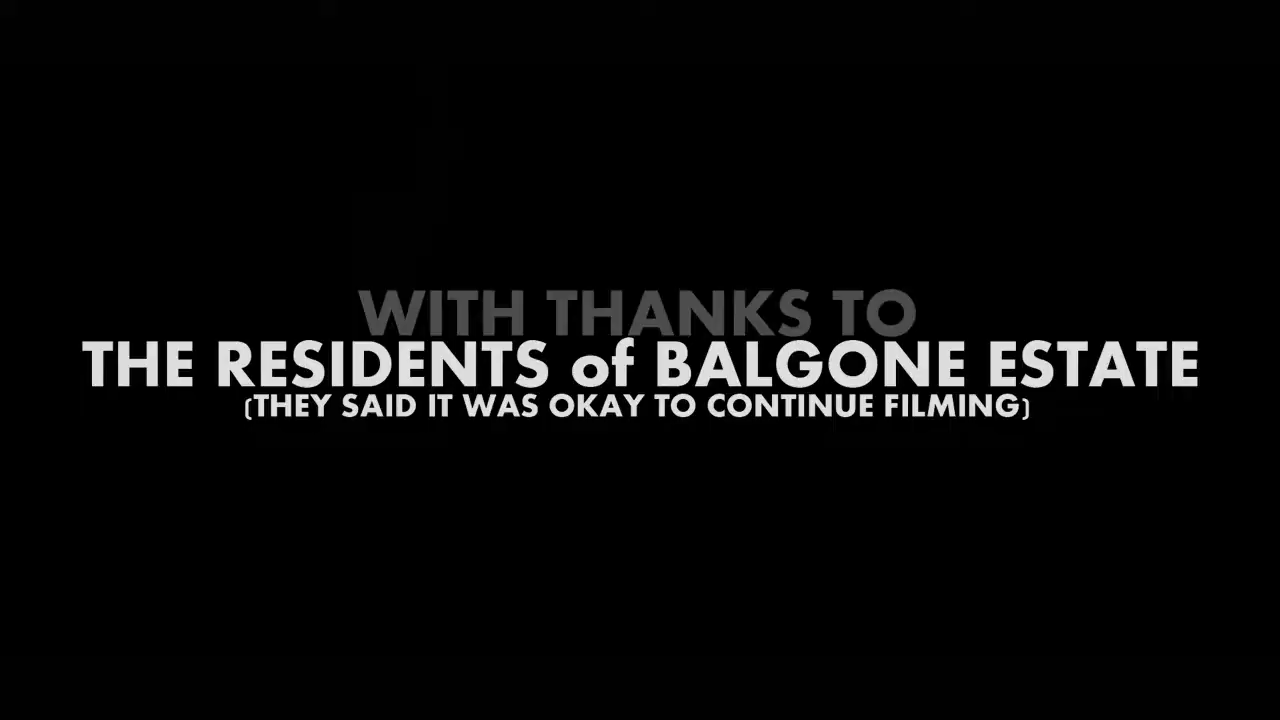 WITH THANKS TO
THE RESIDENTS of BALGONE ESTATE
(THEY SAID IT WAS OKAY TO CONTINUE FILMING)